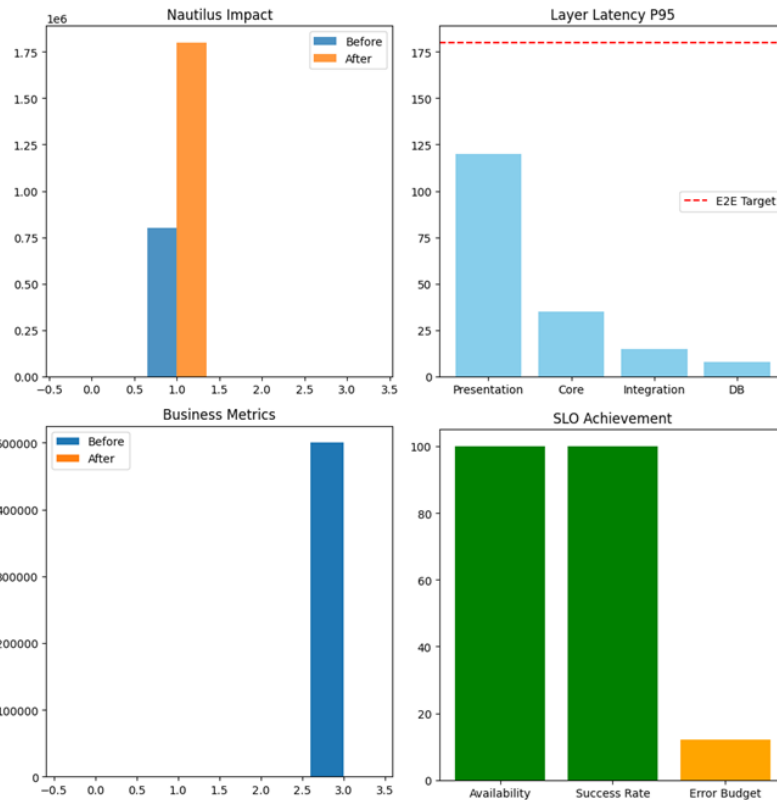 Nautilus Impact
1e6
Before
After
1.75
1.50
1.25
1.00
0.75
0.50
0.25
0.00
−0.5 0.0 0.5 1.0 1.5 2.0 2.5 3.0 3.5
Layer Latency P95
175
150
125
100
75
50
25
0
E2E Target
Presentation Core Integration DB
Business Metrics
Before
After
500000
400000
300000
200000
100000
0
−0.5 0.0 0.5 1.0 1.5 2.0 2.5 3.0 3.5
SLO Achievement
100
80
60
40
20
0
Availability Success Rate Error Budget